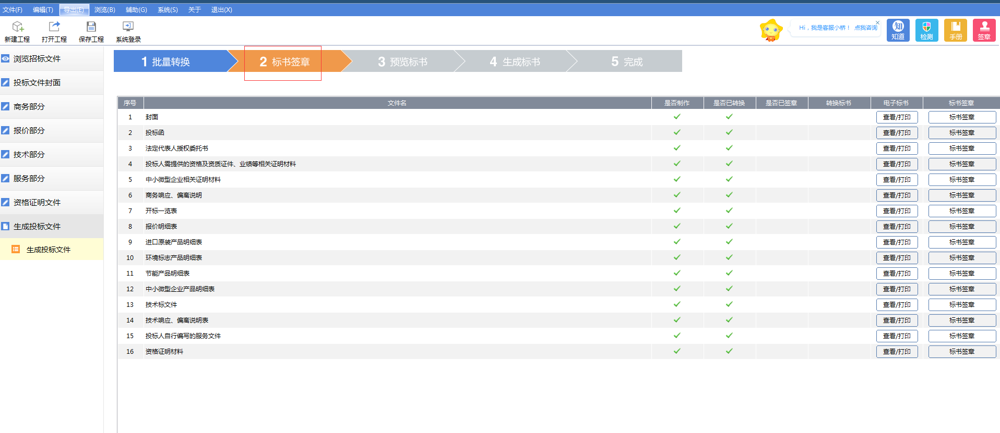 文件(F) 编辑(T) 导出(E) 浏览(B) 辅助(G) 系统(S) 关于 退出(X)
新建工程 打开工程 保存工程 系统登录
Hi，我是客服小桥！ 点我咨询
知 知道 检测 手册 签章
浏览招标文件
投标文件封面
商务部分
报价部分
技术部分
服务部分
资格证明文件
生成投标文件
生成投标文件
1 批量转换 2 标书签章 3 预览标书 4 生成标书 5 完成
序号 文件名 是否制作 是否已转换 是否已签章 转换标书 电子标书 标书签章
1 封面 查看/打印 标书签章
2 投标函 查看/打印 标书签章
3 法定代表人授权委托书 查看/打印 标书签章
4 投标人需提供的资格及资质证件、业绩等相关证明材料 查看/打印 标书签章
5 中小微型企业相关证明材料 查看/打印 标书签章
6 商务响应、偏离说明 查看/打印 标书签章
7 开标一览表 查看/打印 标书签章
8 报价明细表 查看/打印 标书签章
9 进口原装产品明细表 查看/打印 标书签章
10 环境标志产品明细表 查看/打印 标书签章
11 节能产品明细表 查看/打印 标书签章
12 中小微型企业产品明细表 查看/打印 标书签章
13 技术标文件 查看/打印 标书签章
14 技术响应、偏离说明表 查看/打印 标书签章
15 投标人自行编写的服务文件 查看/打印 标书签章
16 资格证明材料 查看/打印 标书签章